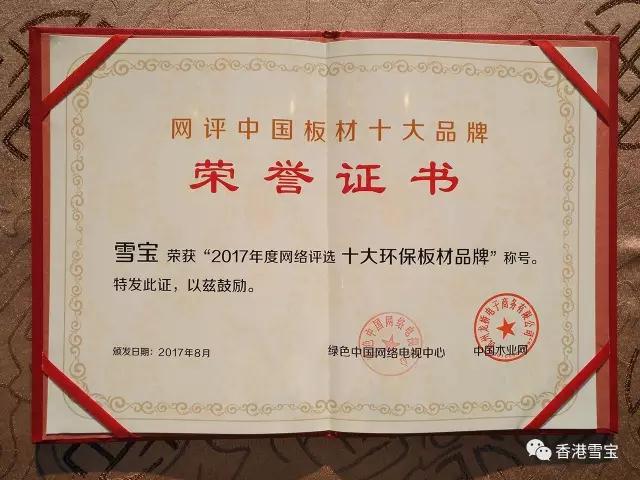 网评中国板材十大品牌
荣誉证书
雪宝 荣获“2017年度网络评选 十大环保板材品牌”称号。
特发此证，以兹鼓励。
颁发日期：2017年8月
绿色中国网络电视中心
中国木业网
香港雪宝